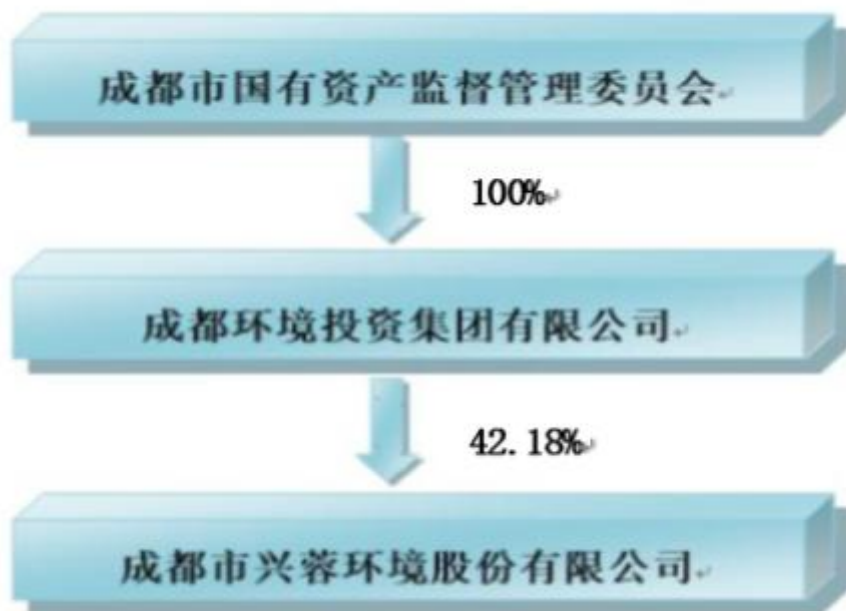 成都市国有资产监督管理委员会
100%
成都环境投资集团有限公司
42.18%
成都市兴蓉环境股份有限公司